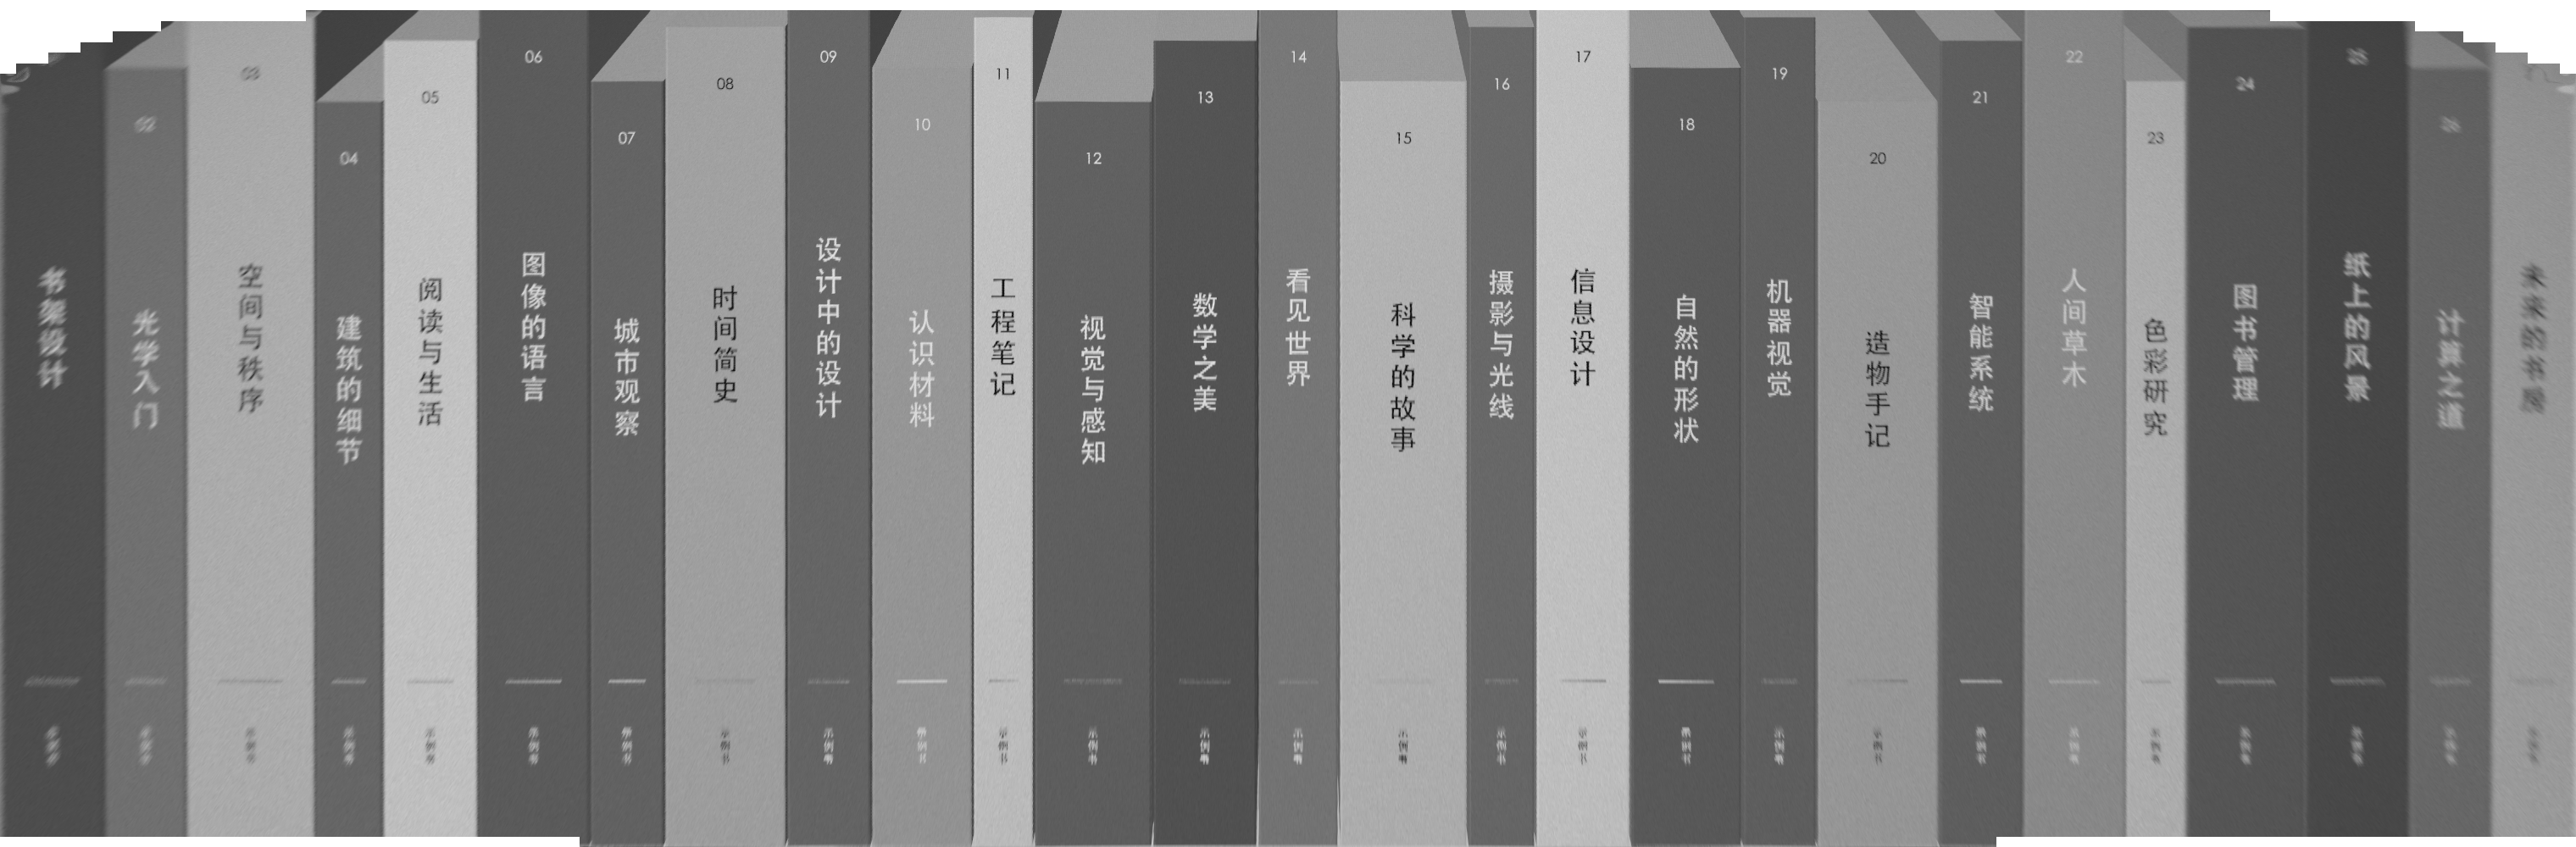 书架设计
02
光学入门
03
空间与秩序
04
建筑的细节
05
阅读与生活
06
图像的语言
07
城市观察
08
时间简史
09
设计中的设计
10
认识材料
11
工程笔记
12
视觉与感知
示例书
13
数学之美
14
看见世界
15
科学的故事
16
摄影与光线
17
信息设计
18
自然的形状
19
机器视觉
20
造物手记
21
智能系统
22
人间草木
23
色彩研究
24
图书管理
25
纸上的风景
26
计算之道
未来的书房